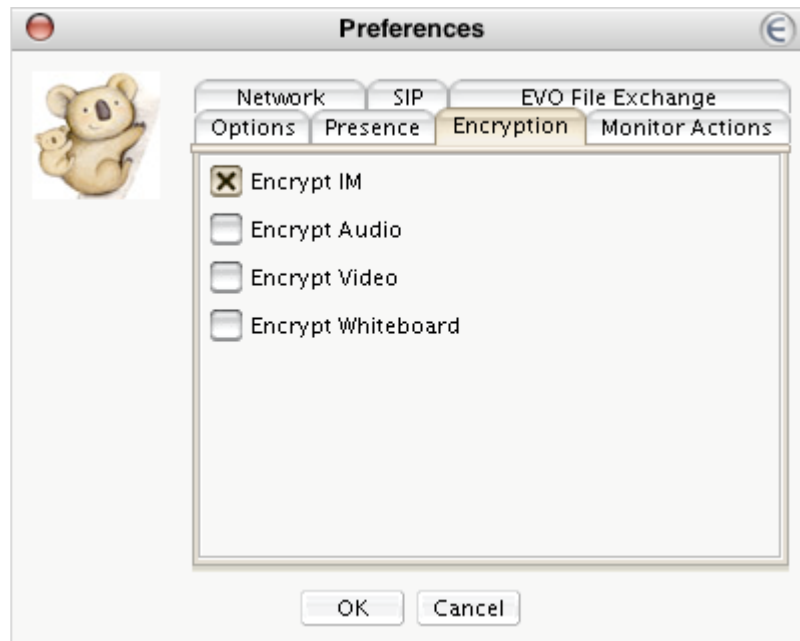 Preferences
Network SIP EVO File Exchange
Options Presence Encryption Monitor Actions
Encrypt IM
Encrypt Audio
Encrypt Video
Encrypt Whiteboard
OK Cancel